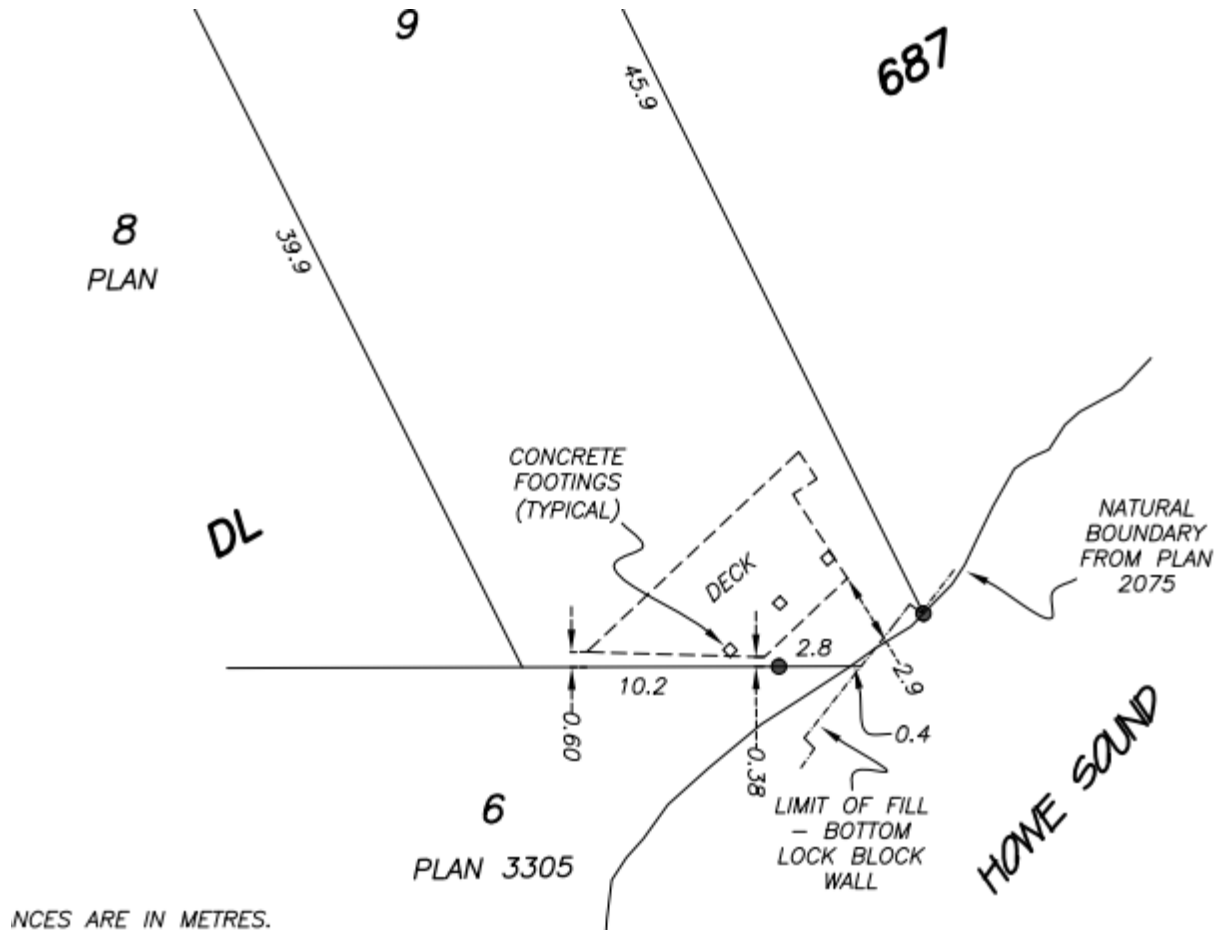 9
687
45.9
39.9
8
PLAN
CONCRETE
FOOTINGS
(TYPICAL)
DL
DECK
NATURAL
BOUNDARY
FROM PLAN
2075
2.8
10.2
2.9
0.60
0.38
0.4
6
PLAN 3305
LIMIT OF FILL
– BOTTOM
LOCK BLOCK
WALL
HOWE SOUND
NCES ARE IN METRES.